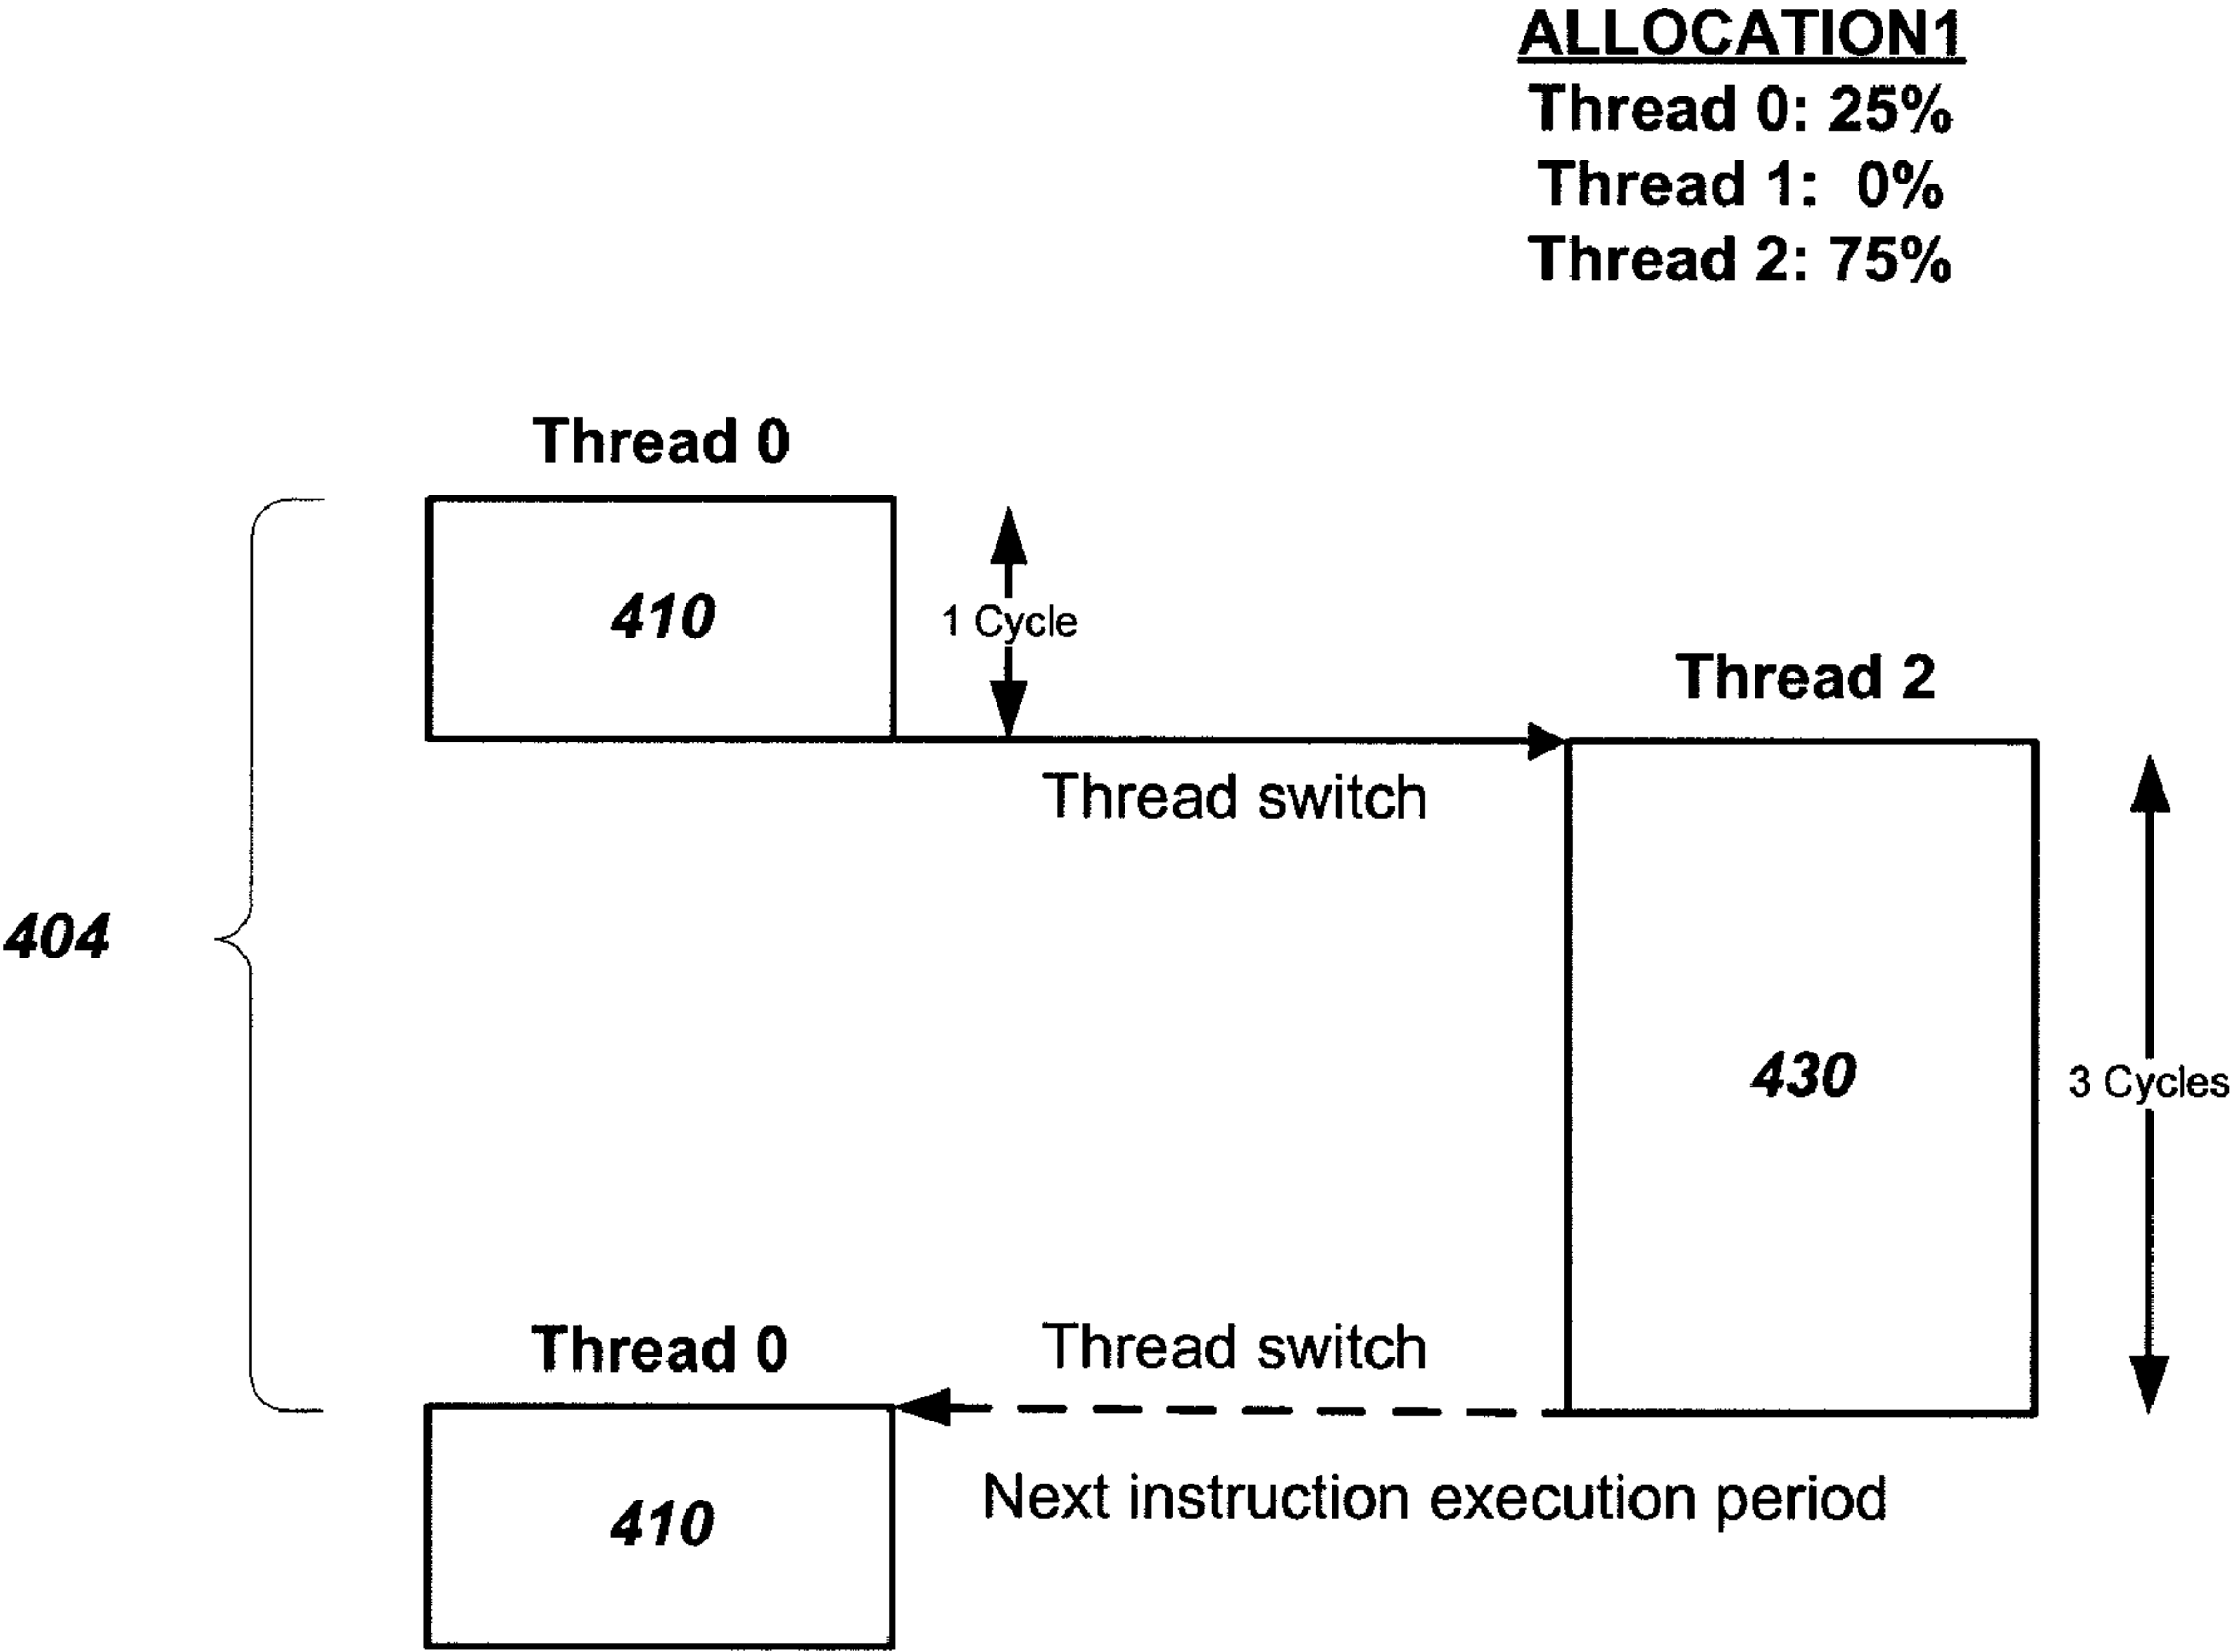 ALLOCATION1
Thread 0: 25%
Thread 1: 0%
Thread 2: 75%
Thread 0
410
1 Cycle
Thread 2
Thread switch
404
430
3 Cycles
Thread 0
Thread switch
410
Next instruction execution period